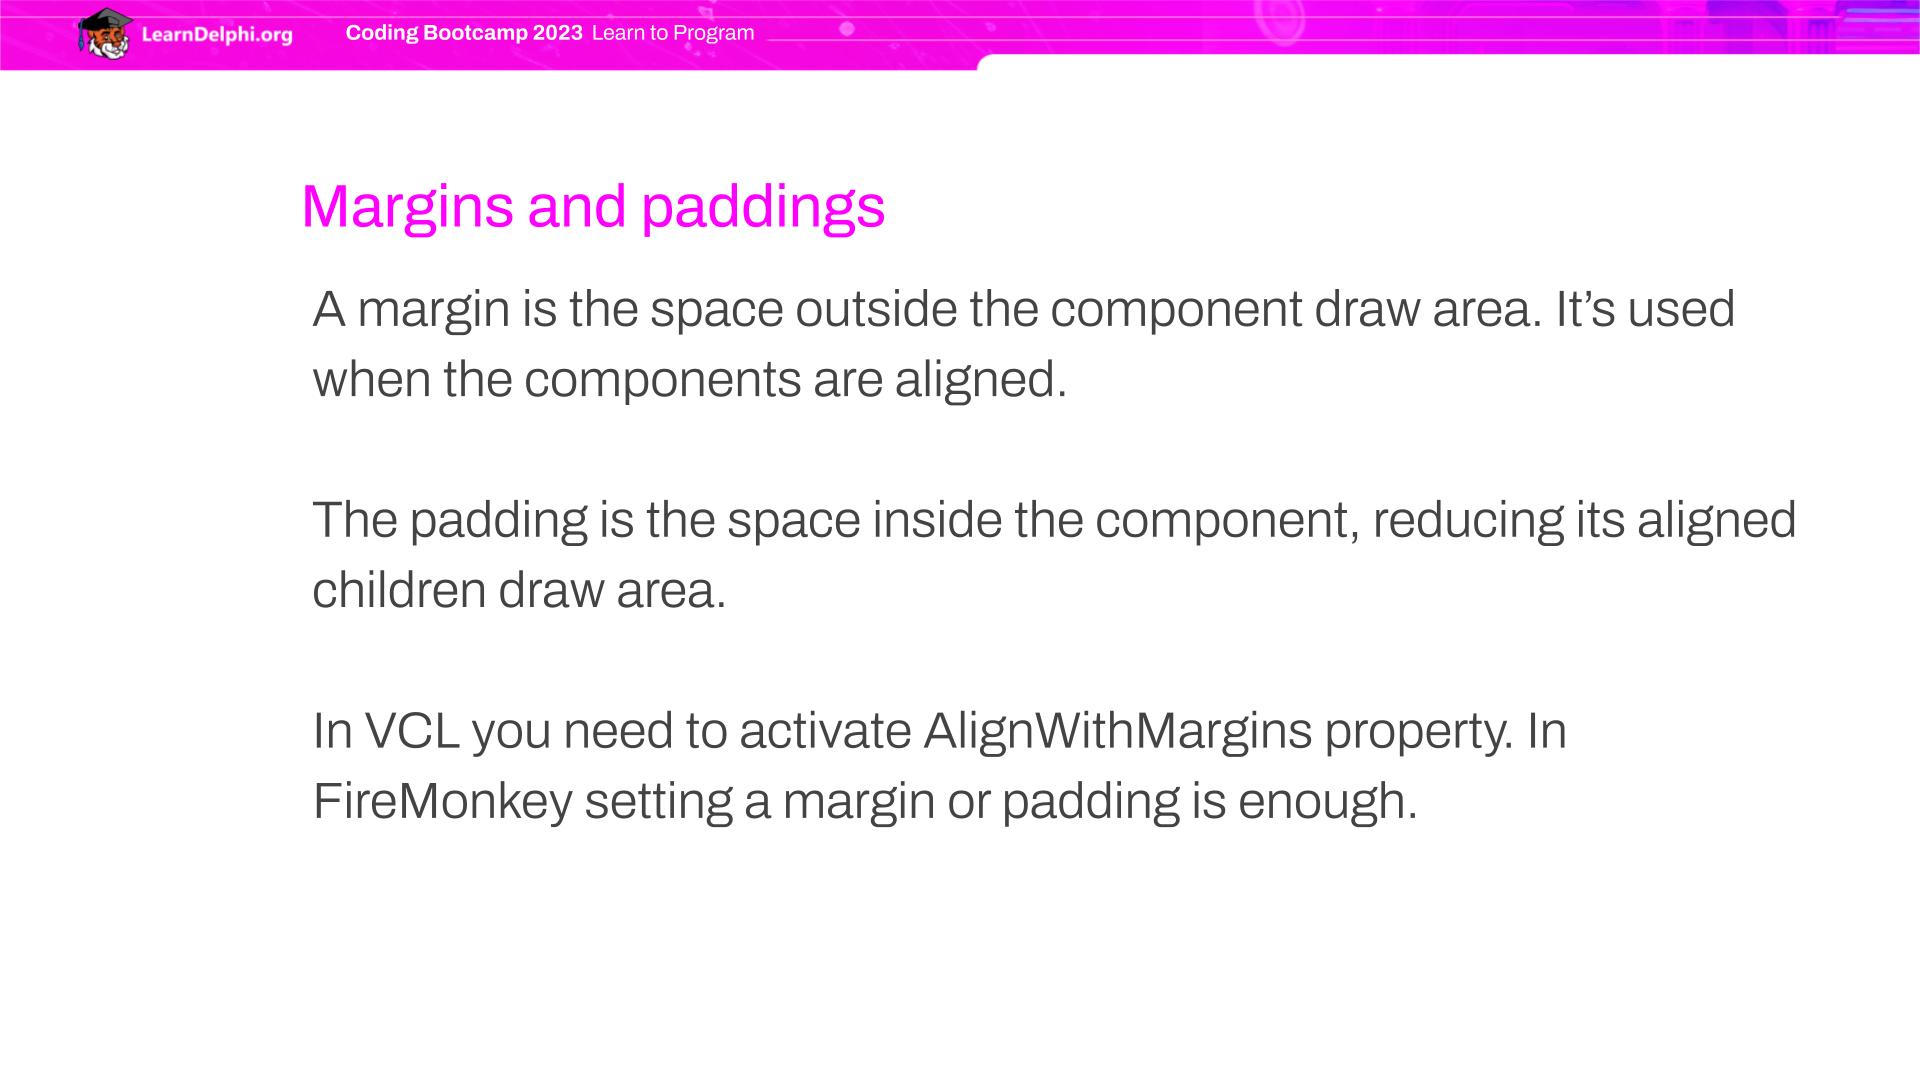 LearnDelphi.org
Coding Bootcamp 2023 Learn to Program
Margins and paddings
A margin is the space outside the component draw area. It’s used
when the components are aligned.
The padding is the space inside the component, reducing its aligned
children draw area.
In VCL you need to activate AlignWithMargins property. In
FireMonkey setting a margin or padding is enough.